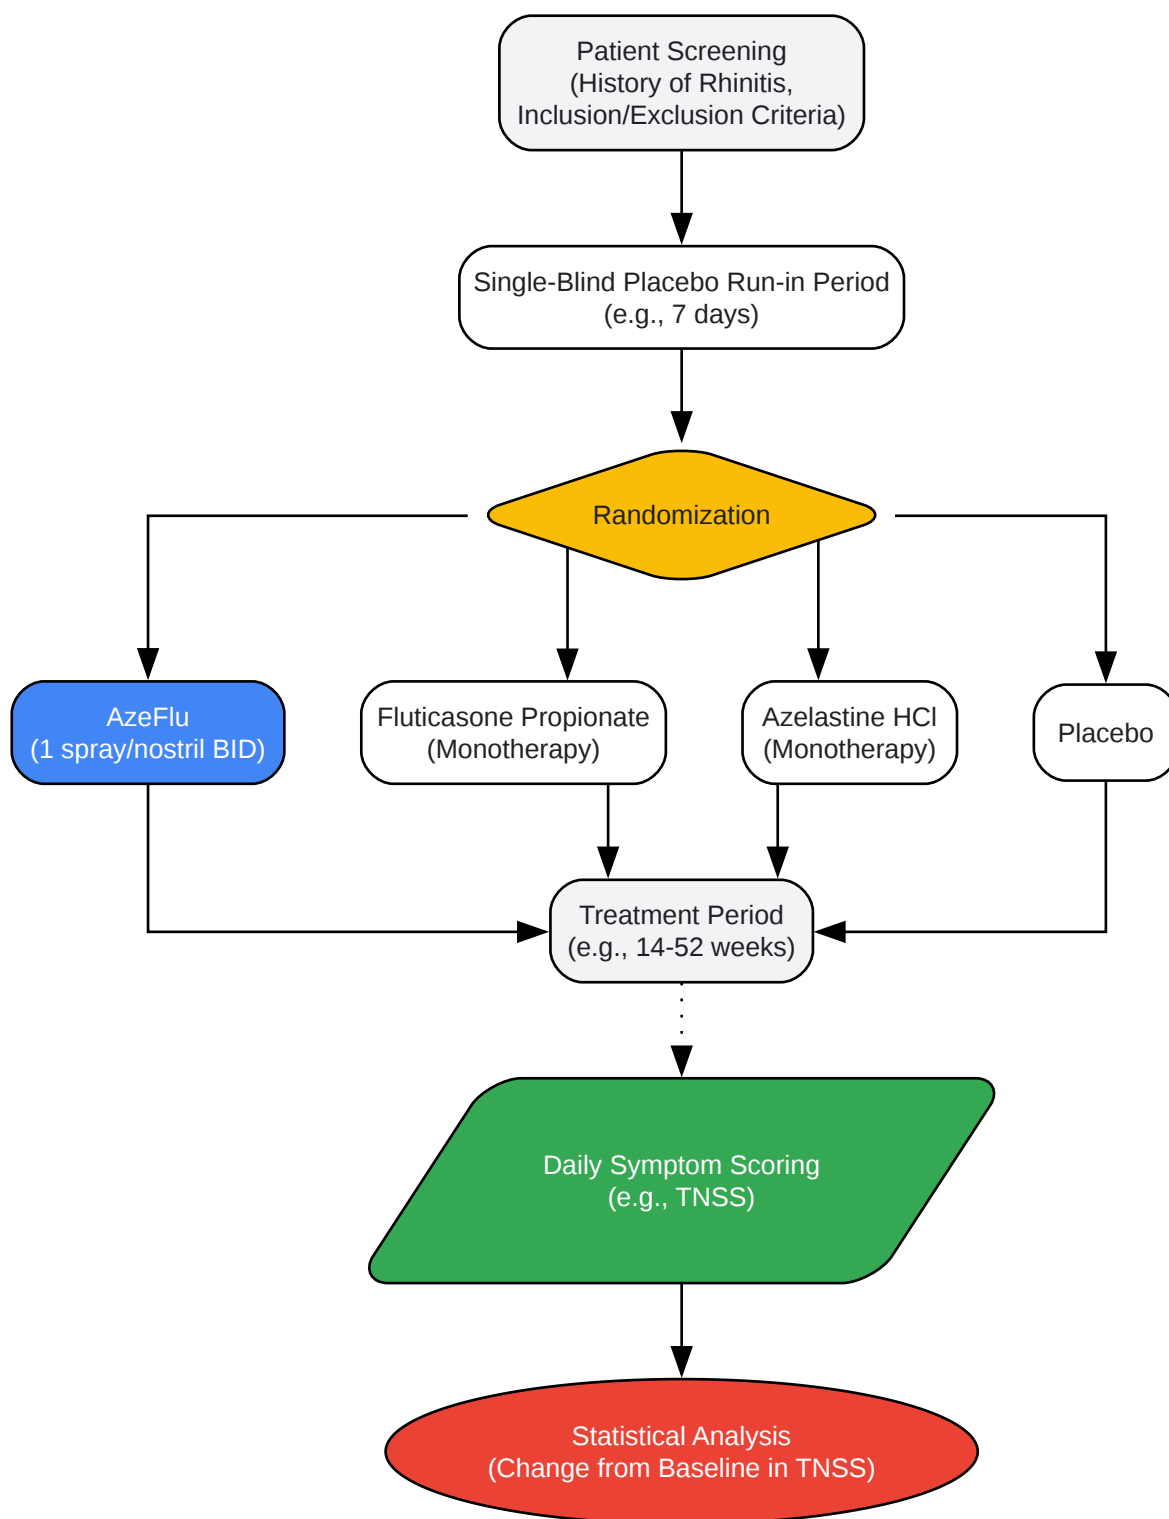 Patient Screening
(History of Rhinitis,
Inclusion/Exclusion Criteria)
Single-Blind Placebo Run-in Period
(e.g., 7 days)
Randomization
AzeFlu
(1 spray/nostril BID)
Fluticasone Propionate
(Monotherapy)
Azelastine HCl
(Monotherapy)
Placebo
Treatment Period
(e.g., 14-52 weeks)
Daily Symptom Scoring
(e.g., TNSS)
Statistical Analysis
(Change from Baseline in TNSS)